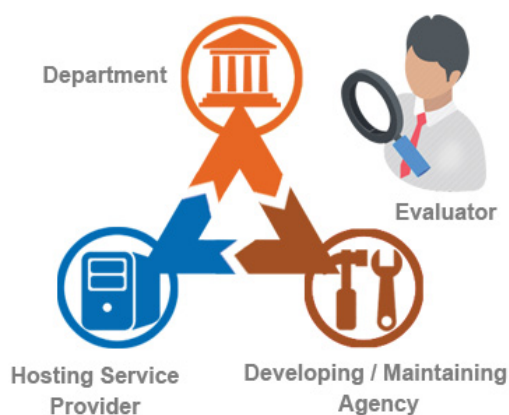 Department
Evaluator
Hosting Service
Provider
Developing / Maintaining
Agency